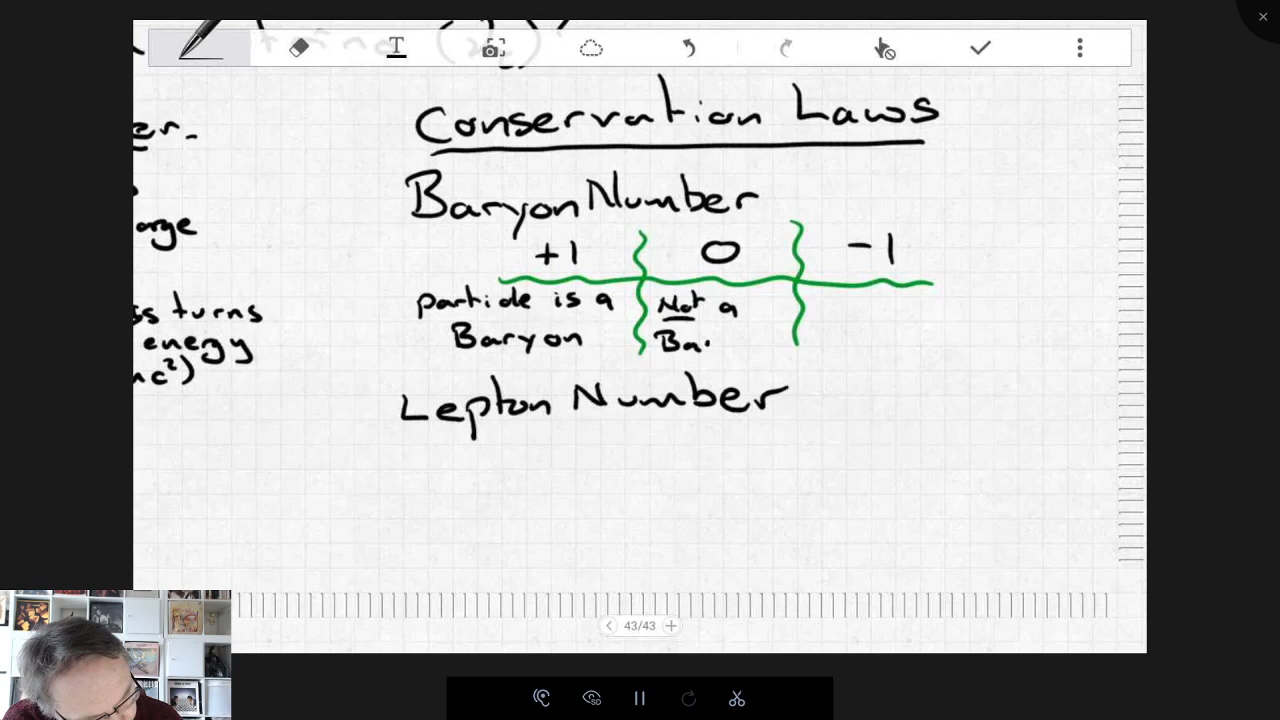 Conservation Laws
er.
Baryon Number
arge
+1 0 -1
ss turns
energy
mc²)
particle is a
Baryon
Not a
Ba
Lepton Number
43/43
T
SD